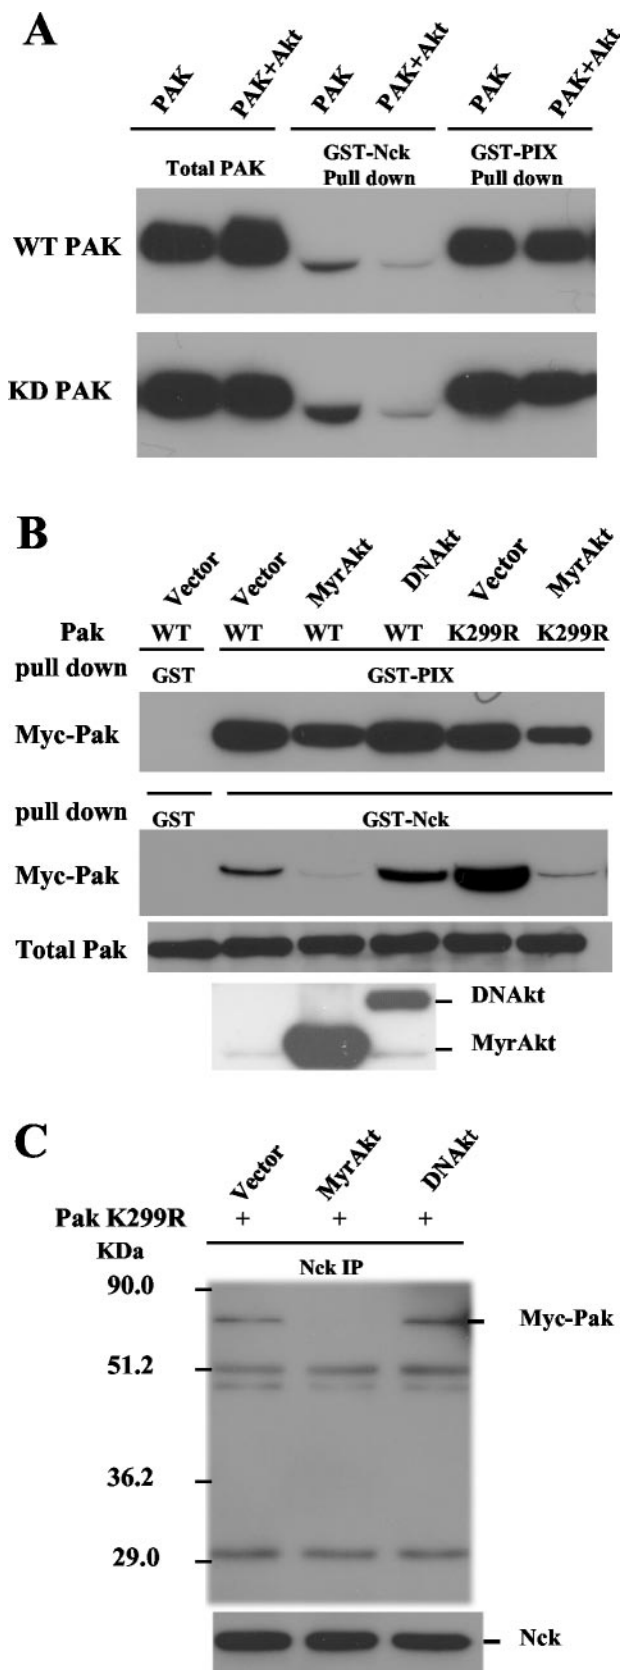 A
PAK PAK+Akt PAK PAK+Akt PAK PAK+Akt
Total PAK GST-Nck Pull down GST-PIX Pull down
WT PAK
KD PAK
B
Vector Vector MyrAkt DNAkt Vector MyrAkt
Pak WT WT WT WT K299R K299R
pull down GST GST-PIX
Myc-Pak
pull down GST GST-Nck
Myc-Pak
Total Pak
DNAkt
MyrAkt
C
Vector MyrAkt DNAkt
Pak K299R + + +
KDa
Nck IP
90.0
Myc-Pak
51.2
36.2
29.0
Nck